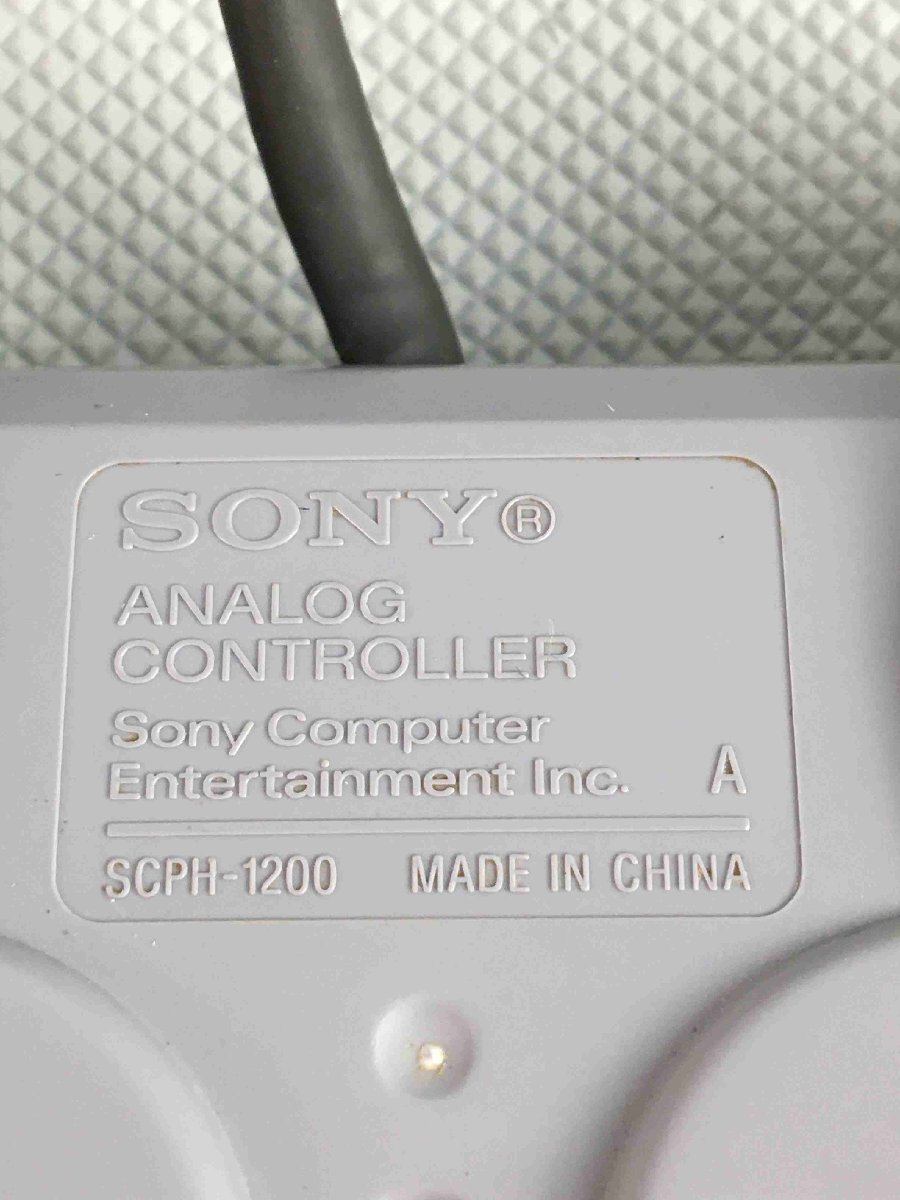 SONY®
ANALOG
CONTROLLER
Sony Computer
Entertainment Inc. A
SCPH-1200 MADE IN CHINA